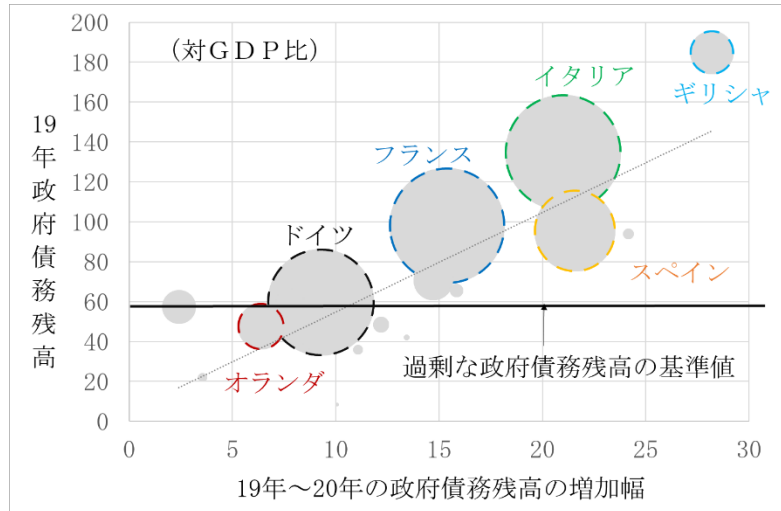 （対ＧＤＰ比）
200
180
160
140
120
100
80
60
40
20
0
19年政府債務残高
イタリア
ギリシャ
フランス
ドイツ
スペイン
オランダ
過剰な政府債務残高の基準値
0 5 10 15 20 25 30
19年～20年の政府債務残高の増加幅